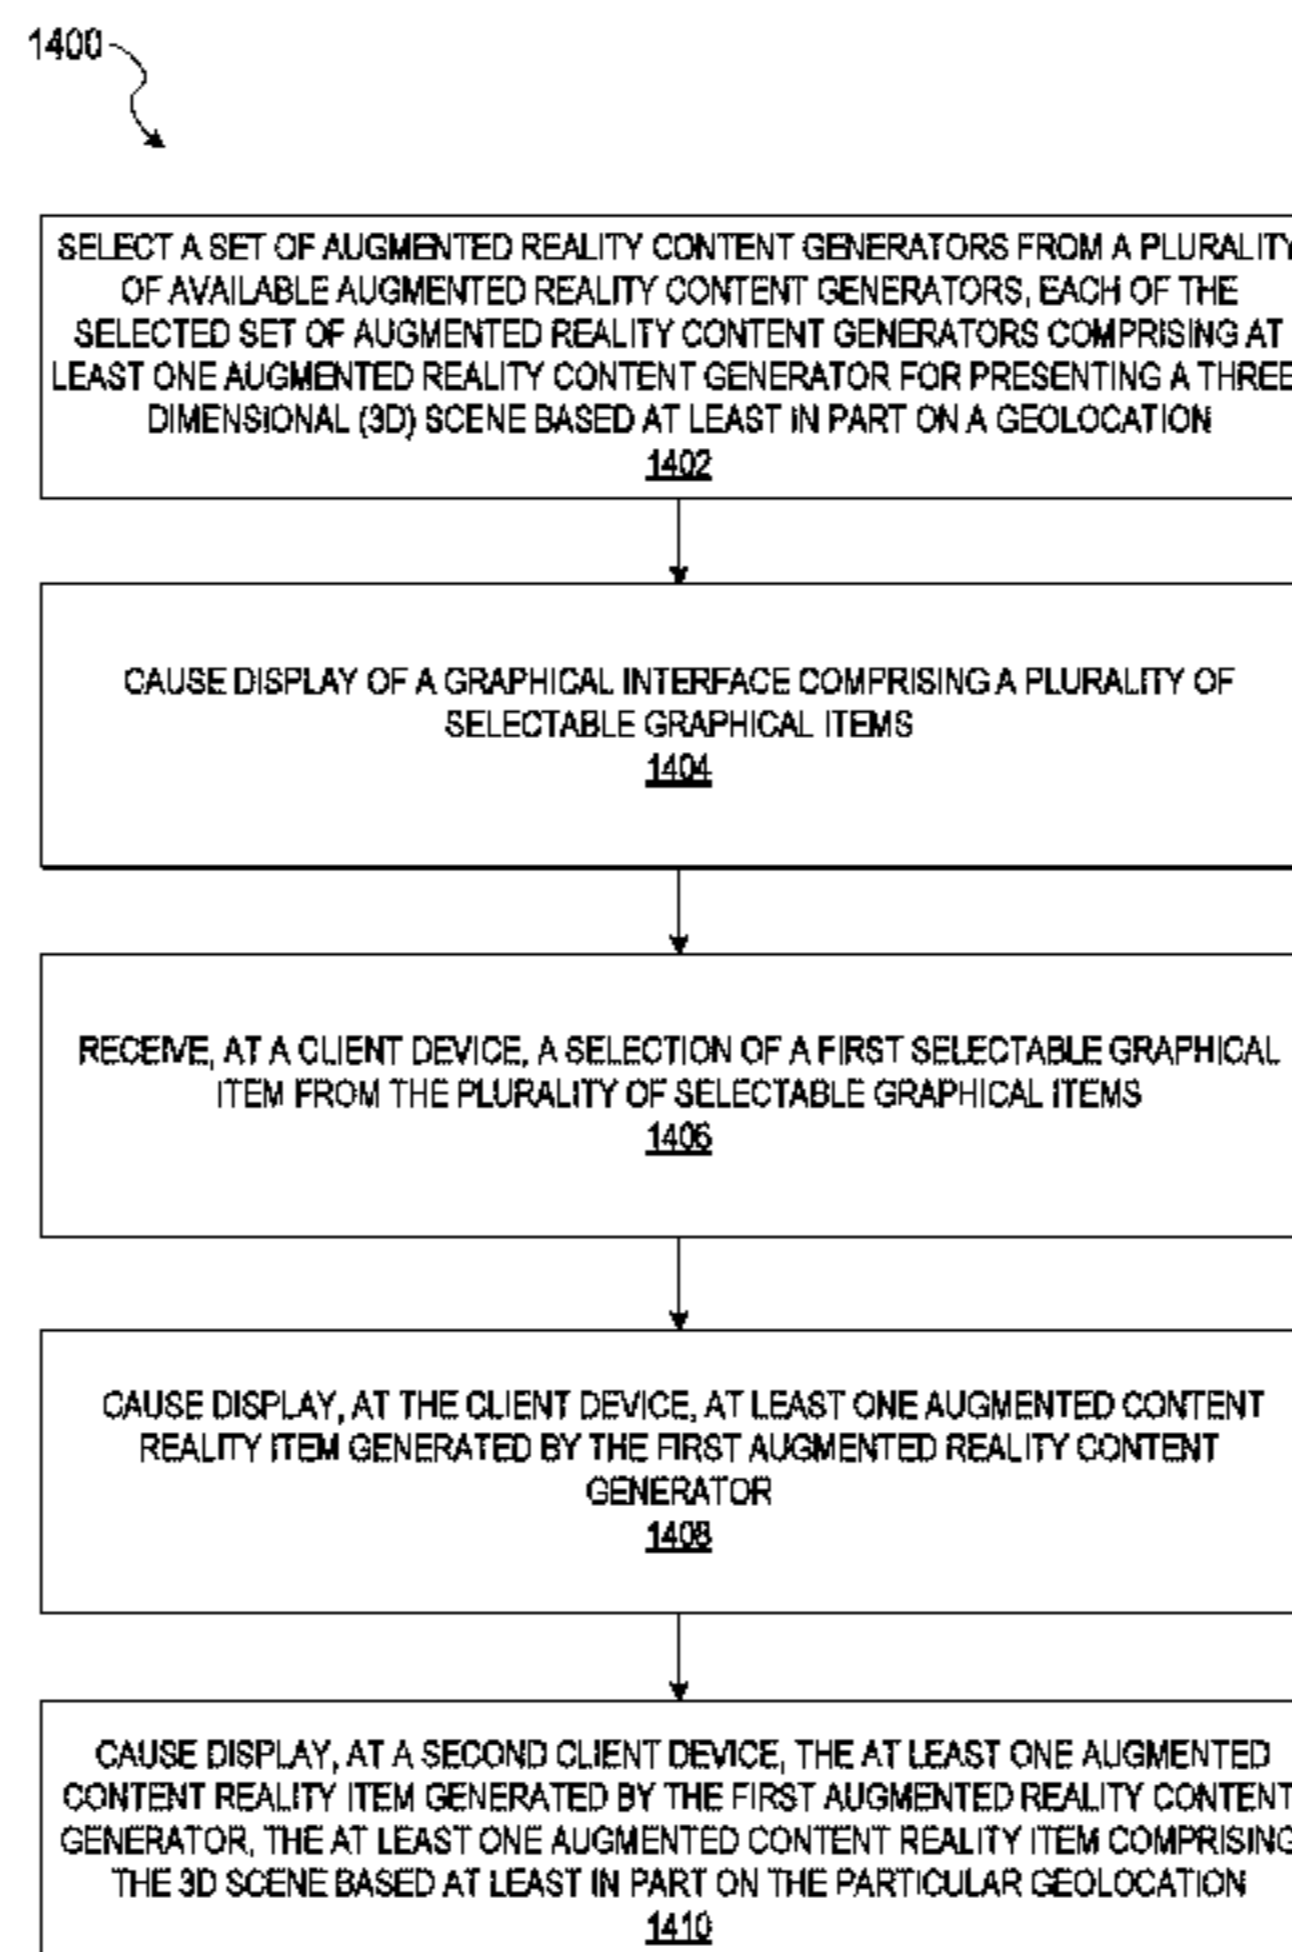 1400
SELECT A SET OF AUGMENTED REALITY CONTENT GENERATORS FROM A PLURALITY
OF AVAILABLE AUGMENTED REALITY CONTENT GENERATORS, EACH OF THE
SELECTED SET OF AUGMENTED REALITY CONTENT GENERATORS COMPRISING AT
LEAST ONE AUGMENTED REALITY CONTENT GENERATOR FOR PRESENTING A THREE
DIMENSIONAL (3D) SCENE BASED AT LEAST IN PART ON A GEOLOCATION
1402
CAUSE DISPLAY OF A GRAPHICAL INTERFACE COMPRISING A PLURALITY OF
SELECTABLE GRAPHICAL ITEMS
1404
RECEIVE, AT A CLIENT DEVICE, A SELECTION OF A FIRST SELECTABLE GRAPHICAL
ITEM FROM THE PLURALITY OF SELECTABLE GRAPHICAL ITEMS
1406
CAUSE DISPLAY, AT THE CLIENT DEVICE, AT LEAST ONE AUGMENTED CONTENT
REALITY ITEM GENERATED BY THE FIRST AUGMENTED REALITY CONTENT
GENERATOR
1408
CAUSE DISPLAY, AT A SECOND CLIENT DEVICE, THE AT LEAST ONE AUGMENTED
CONTENT REALITY ITEM GENERATED BY THE FIRST AUGMENTED REALITY CONTENT
GENERATOR, THE AT LEAST ONE AUGMENTED CONTENT REALITY ITEM COMPRISING
THE 3D SCENE BASED AT LEAST IN PART ON THE PARTICULAR GEOLOCATION
1410